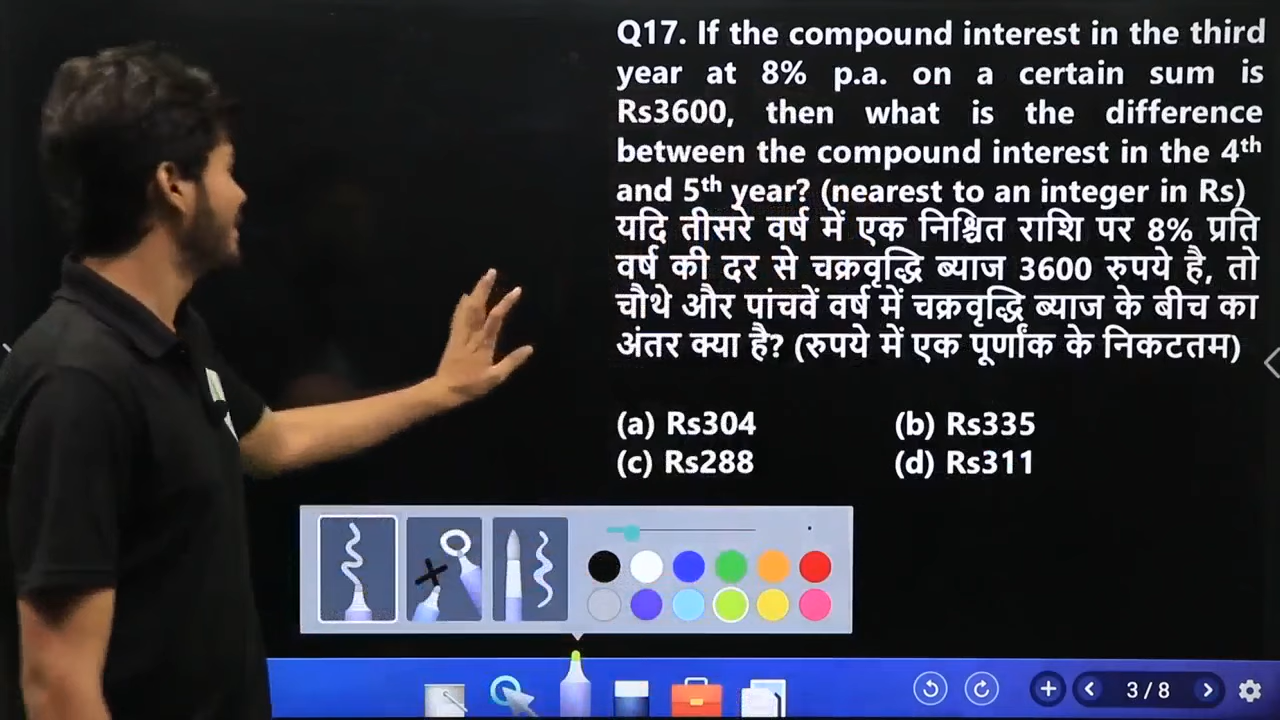 Q17. If the compound interest in the third
year at 8% p.a. on a certain sum is
Rs3600, then what is the difference
between the compound interest in the 4th
and 5th year? (nearest to an integer in Rs)
यदि तीसरे वर्ष में एक निश्चित राशि पर 8% प्रति
वर्ष की दर से चक्रवृद्धि ब्याज 3600 रुपये है, तो
चौथे और पांचवें वर्ष में चक्रवृद्धि ब्याज के बीच का
अंतर क्या है? (रुपये में एक पूर्णांक के निकटतम)
(a) Rs304 (b) Rs335
(c) Rs288 (d) Rs311
3 / 8